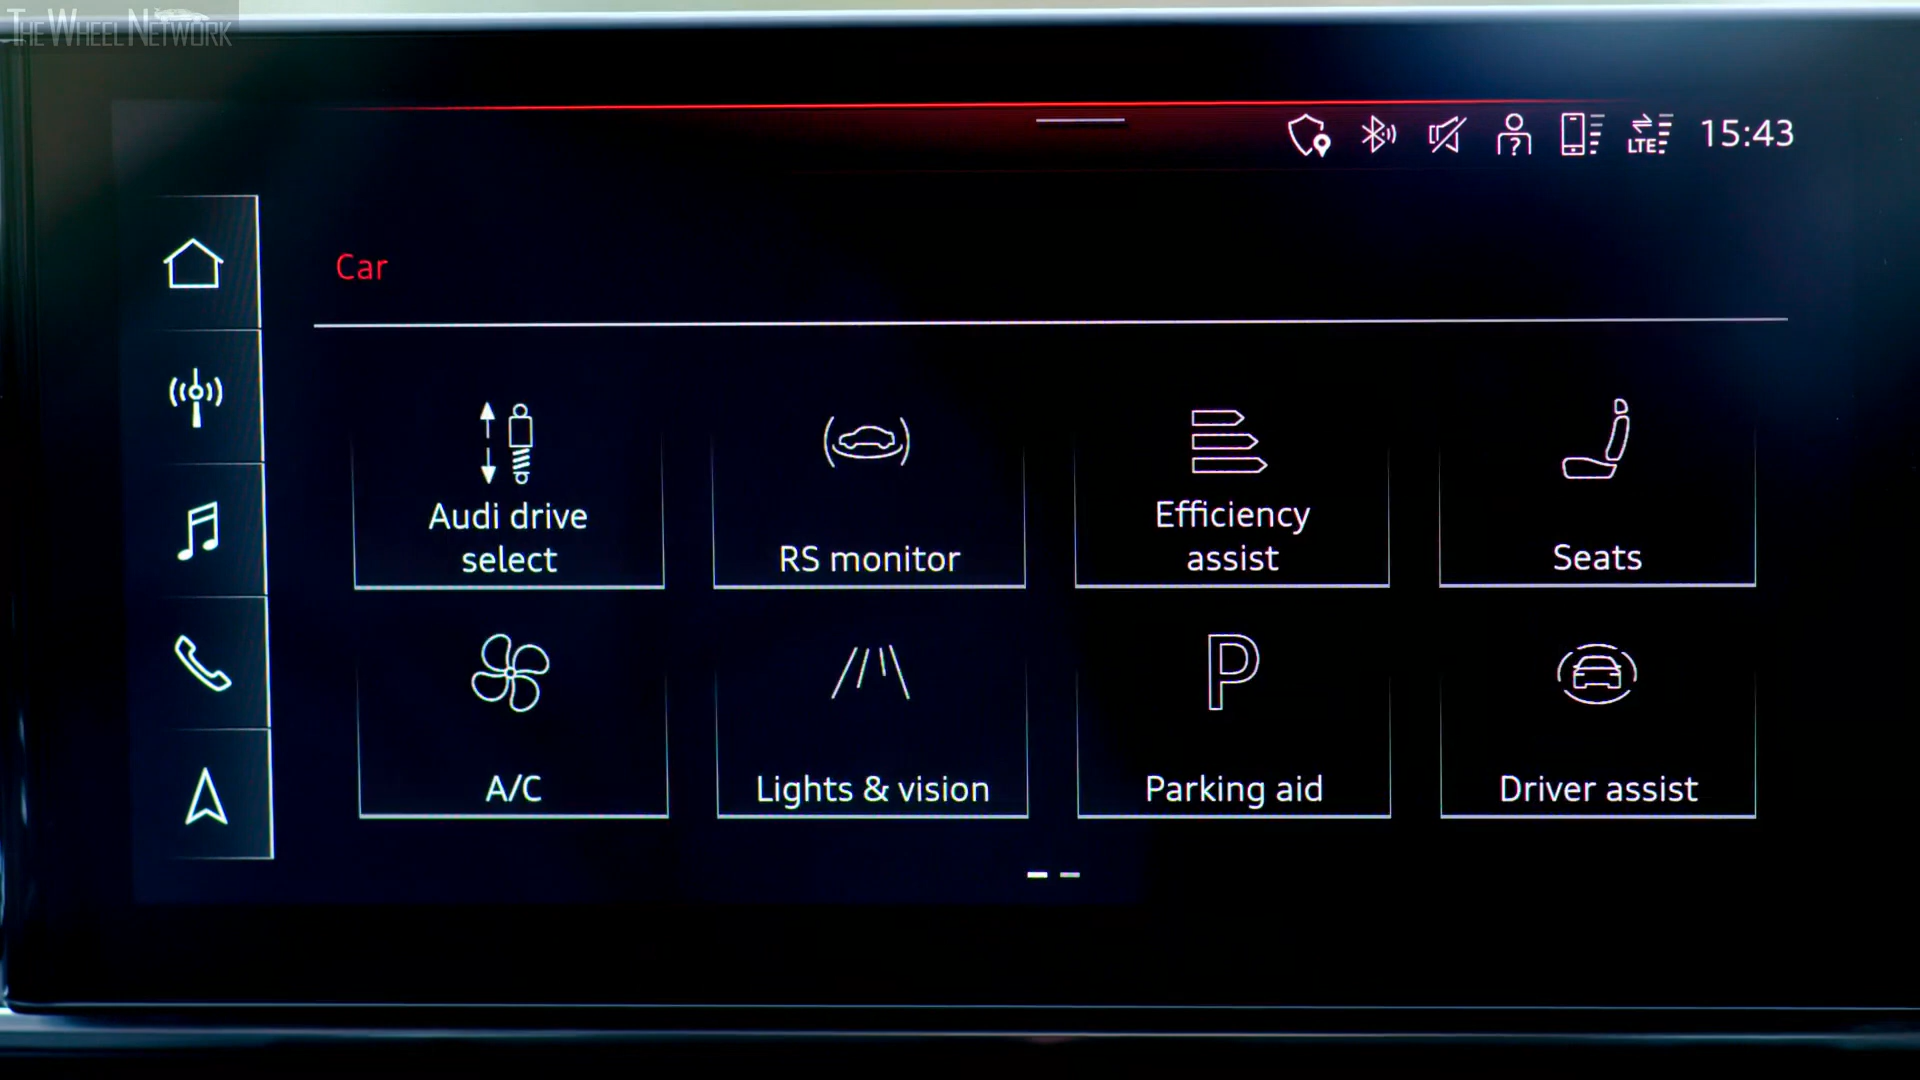 THE WHEEL NETWORK
LTE 15:43
Car
Audi drive
select
RS monitor
Efficiency
assist
Seats
A/C
Lights & vision
P
Parking aid
Driver assist